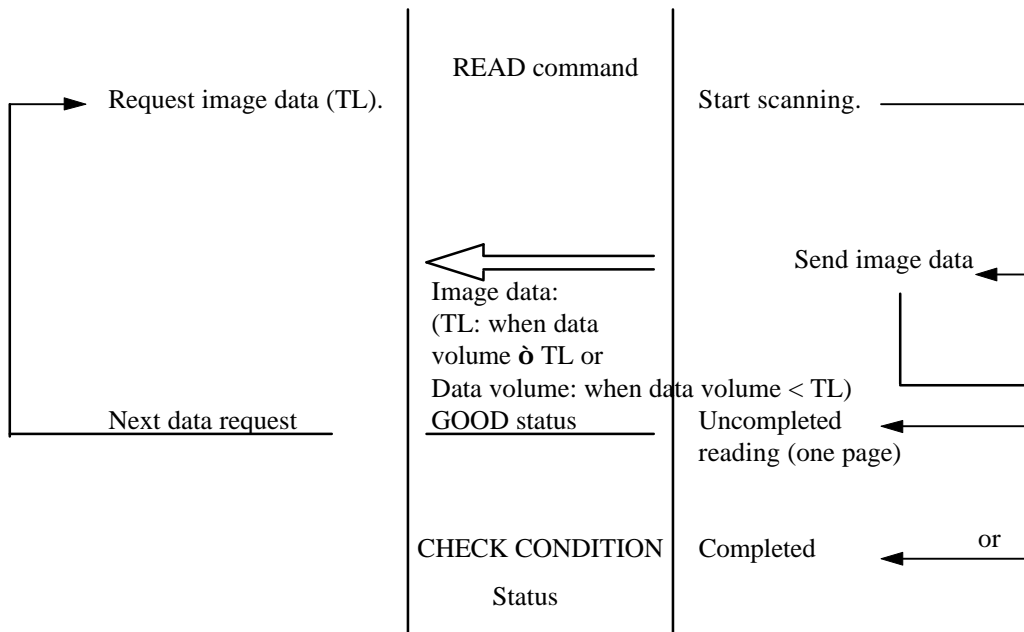 READ command
Request image data (TL).
Start scanning.
Send image data
Image data:
(TL: when data
volume ò TL or
Data volume: when data volume < TL)
Next data request
GOOD status
Uncompleted
reading (one page)
CHECK CONDITION
Status
Completed
or